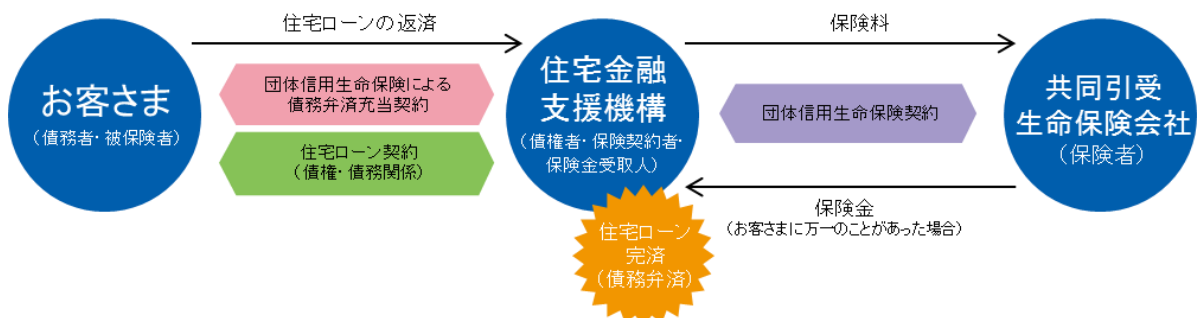 住宅ローンの返済
保険料
お客さま
(債務者・被保険者)
団体信用生命保険による
債務弁済充当契約
住宅ローン契約
(債権・債務関係)
住宅金融
支援機構
(債権者・保険契約者・
保険金受取人)
団体信用生命保険契約
共同引受
生命保険会社
(保険者)
保険金
(お客さまに万一のことがあった場合)
住宅ローン
完済
(債務弁済)